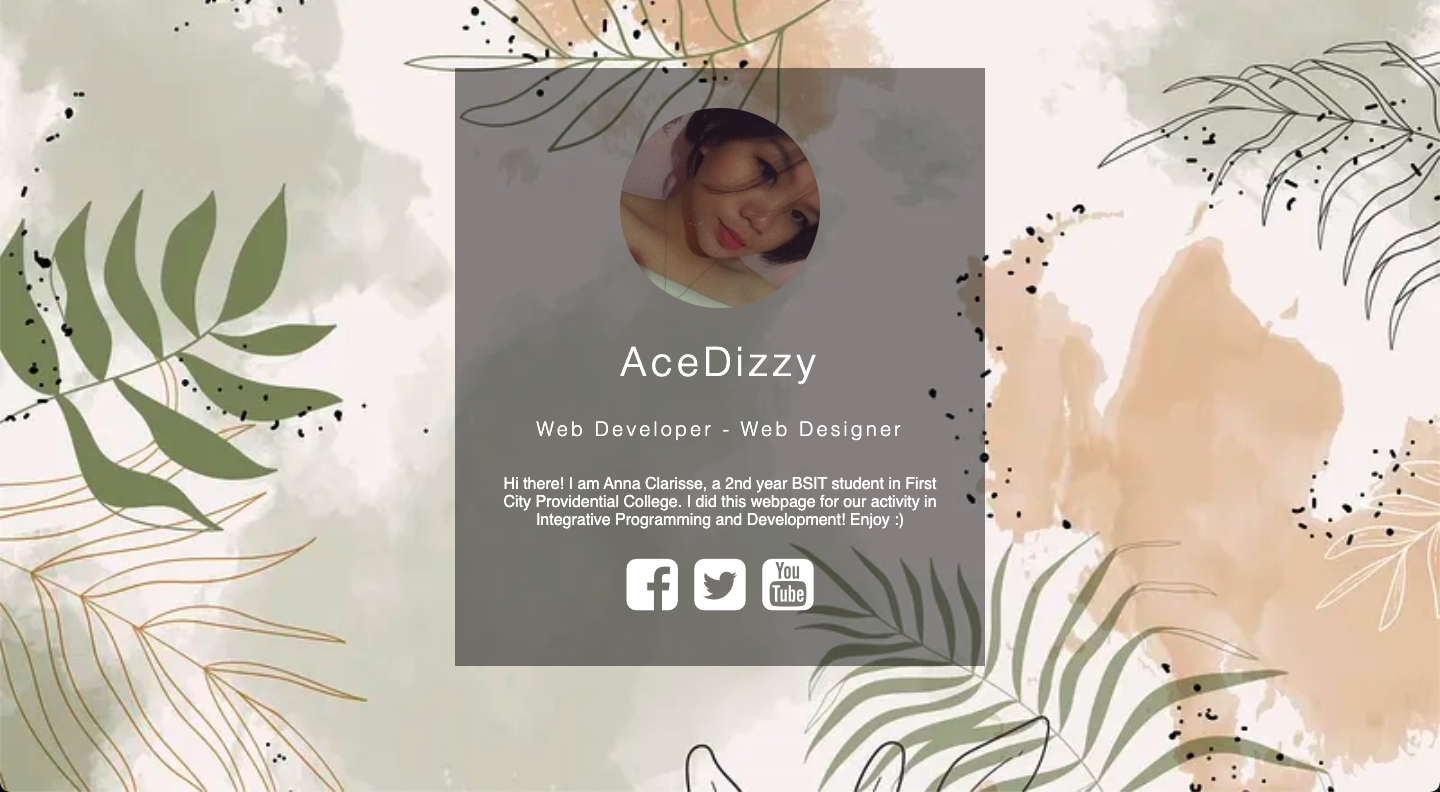 AceDizzy
Web Developer - Web Designer
Hi there! I am Anna Clarisse, a 2nd year BSIT student in First
City Providential College. I did this webpage for our activity in
Integrative Programming and Development! Enjoy :)
You
Tube